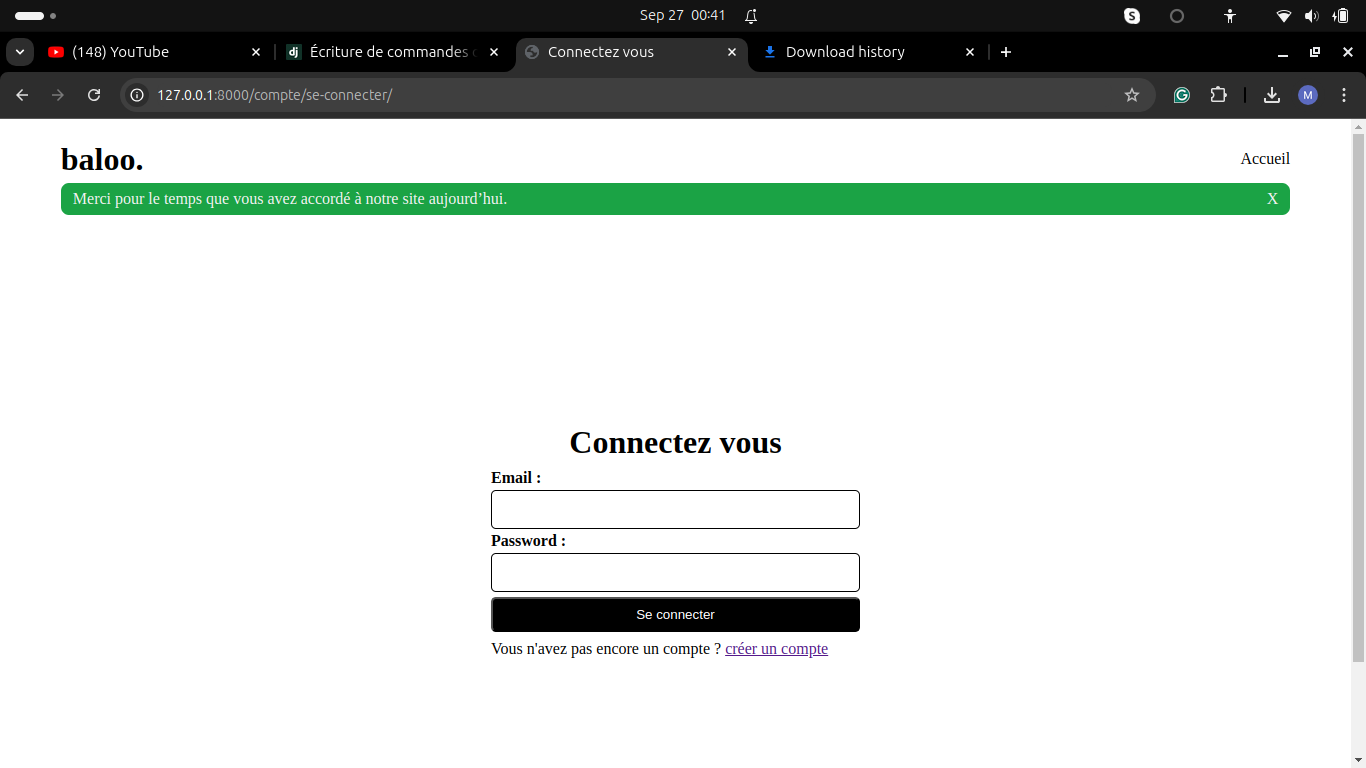 Sep 27 00:41
(148) YouTube
Écriture de commandes
Connectez vous
Download history
127.0.0.1:8000/compte/se-connecter/
M
baloo.
Accueil
Merci pour le temps que vous avez accordé à notre site aujourd’hui.
X
Connectez vous
Email :
Password :
Se connecter
Vous n'avez pas encore un compte ? créer un compte